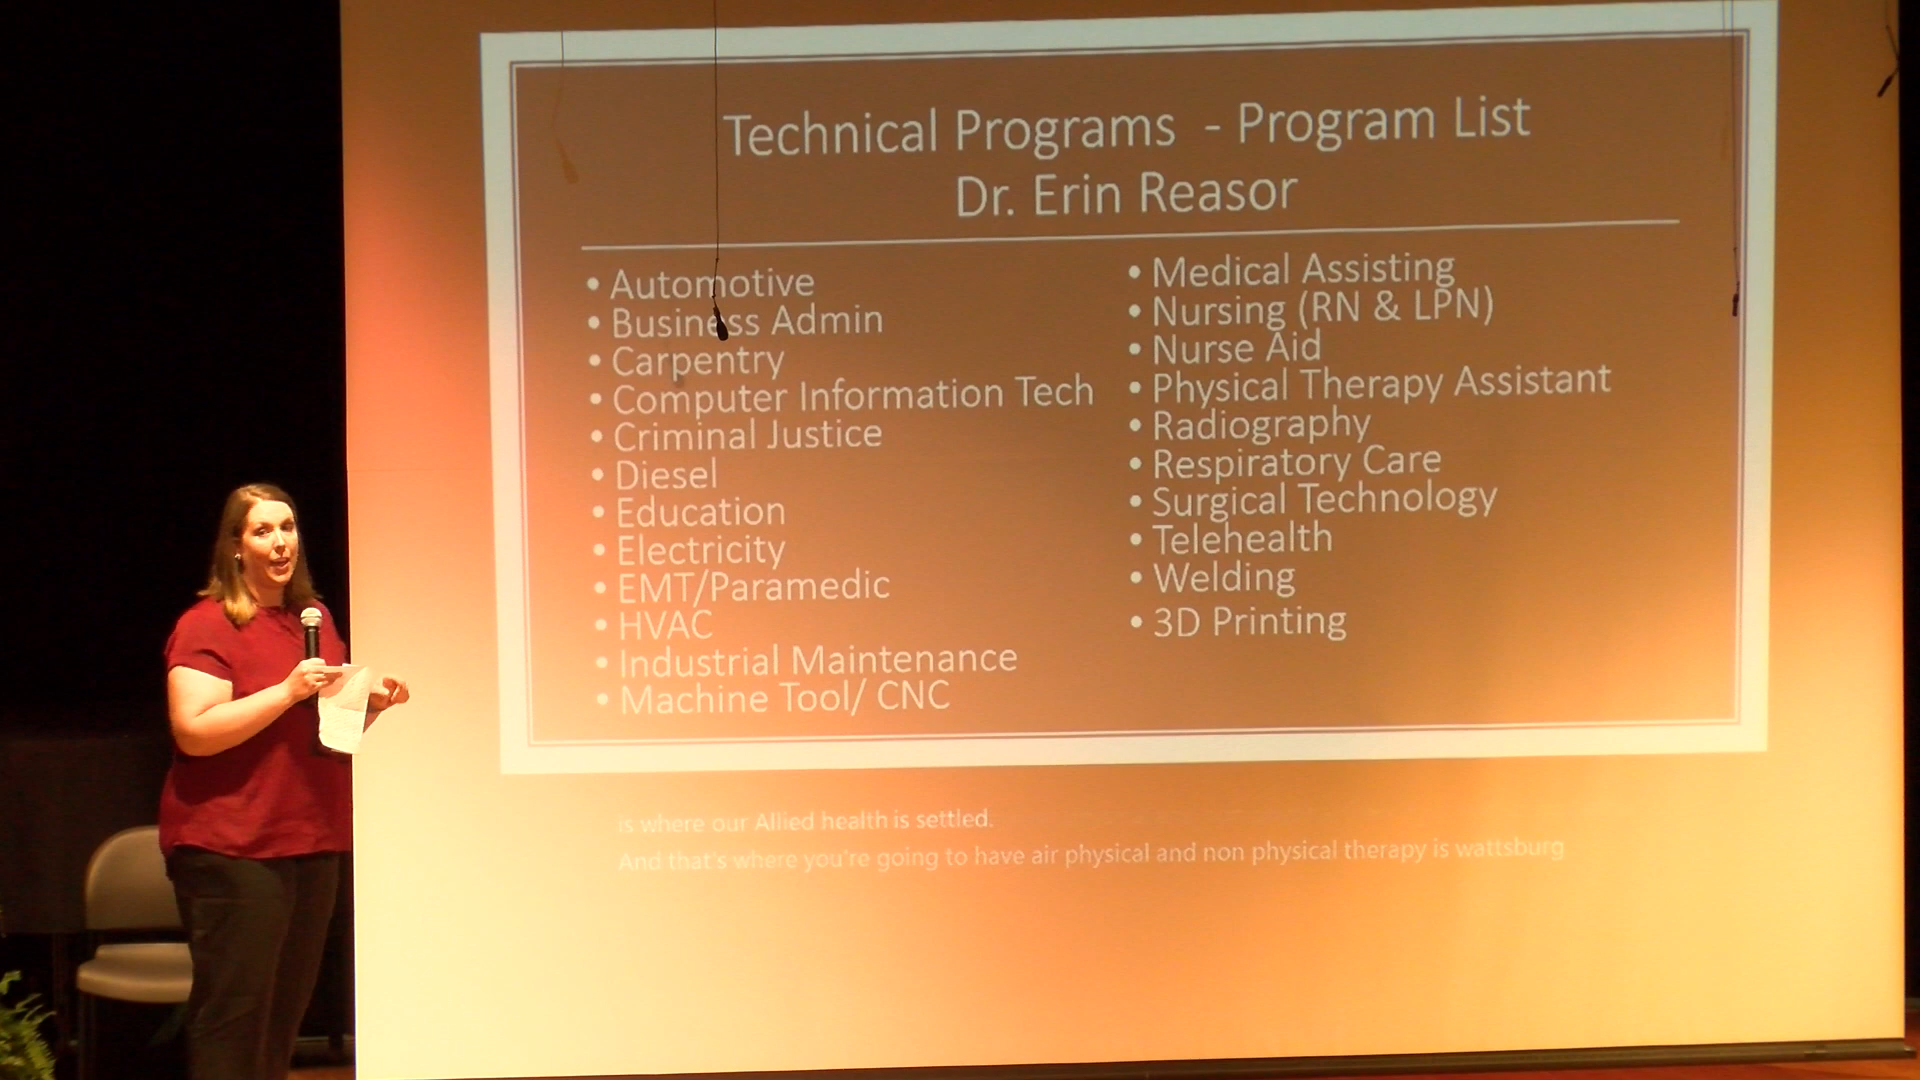 Technical Programs - Program List
Dr. Erin Reasor
• Automotive
• Business Admin
• Carpentry
• Computer Information Tech
• Criminal Justice
• Diesel
• Education
• Electricity
• EMT/Paramedic
• HVAC
• Industrial Maintenance
• Machine Tool/ CNC
• Medical Assisting
• Nursing (RN & LPN)
• Nurse Aid
• Physical Therapy Assistant
• Radiography
• Respiratory Care
• Surgical Technology
• Telehealth
• Welding
• 3D Printing
is where our Allied health is settled.
And that's where you're going to have air physical and non physical therapy is wattsburg